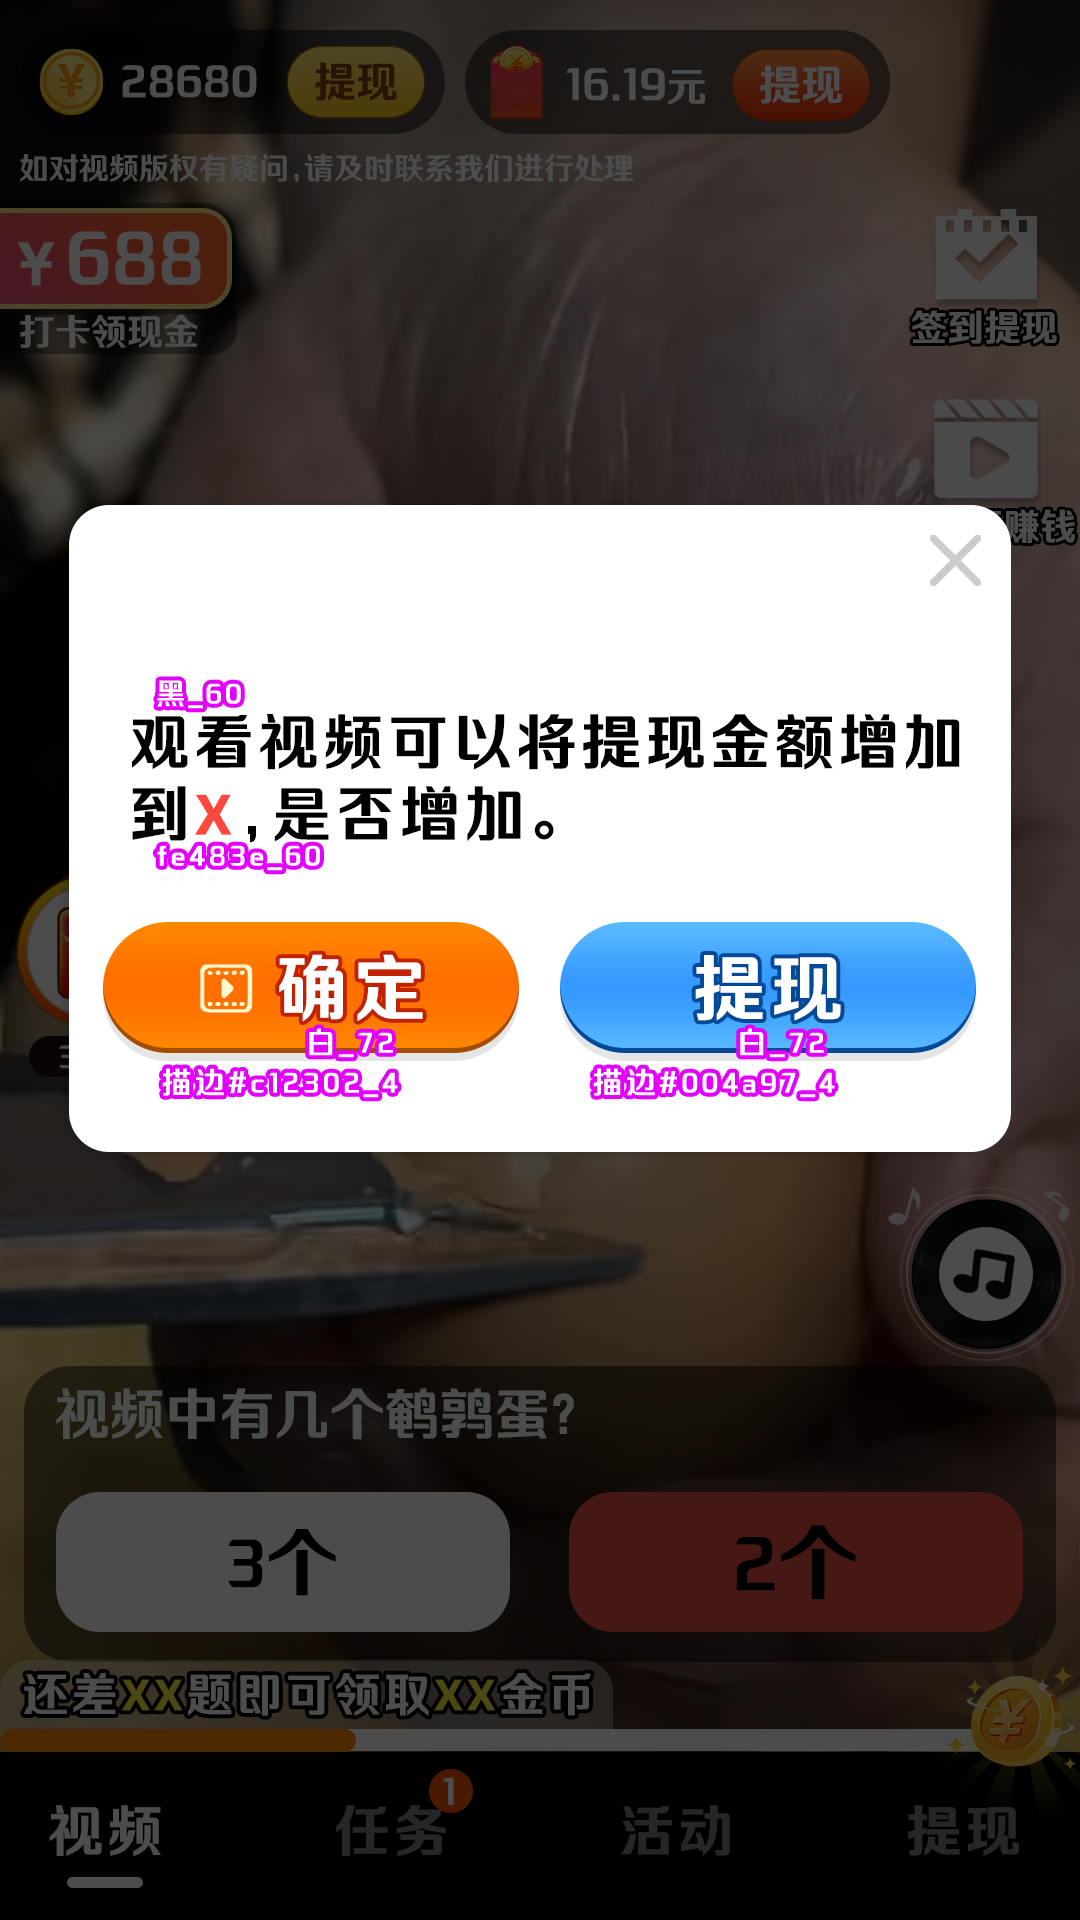 28680 提现 16.19元 提现
如对视频版权有疑问,请及时联系我们进行处理
¥688
打卡领现金
签到提现
赚钱
黑_60
观看视频可以将提现金额增加
到X,是否增加。
fe483e_60
确定 提现
白_72 白_72
描边#c12302_4 描边#004a97_4
视频中有几个鹌鹑蛋?
3个 2个
还差XX题即可领取XX金币
1
视频 任务 活动 提现